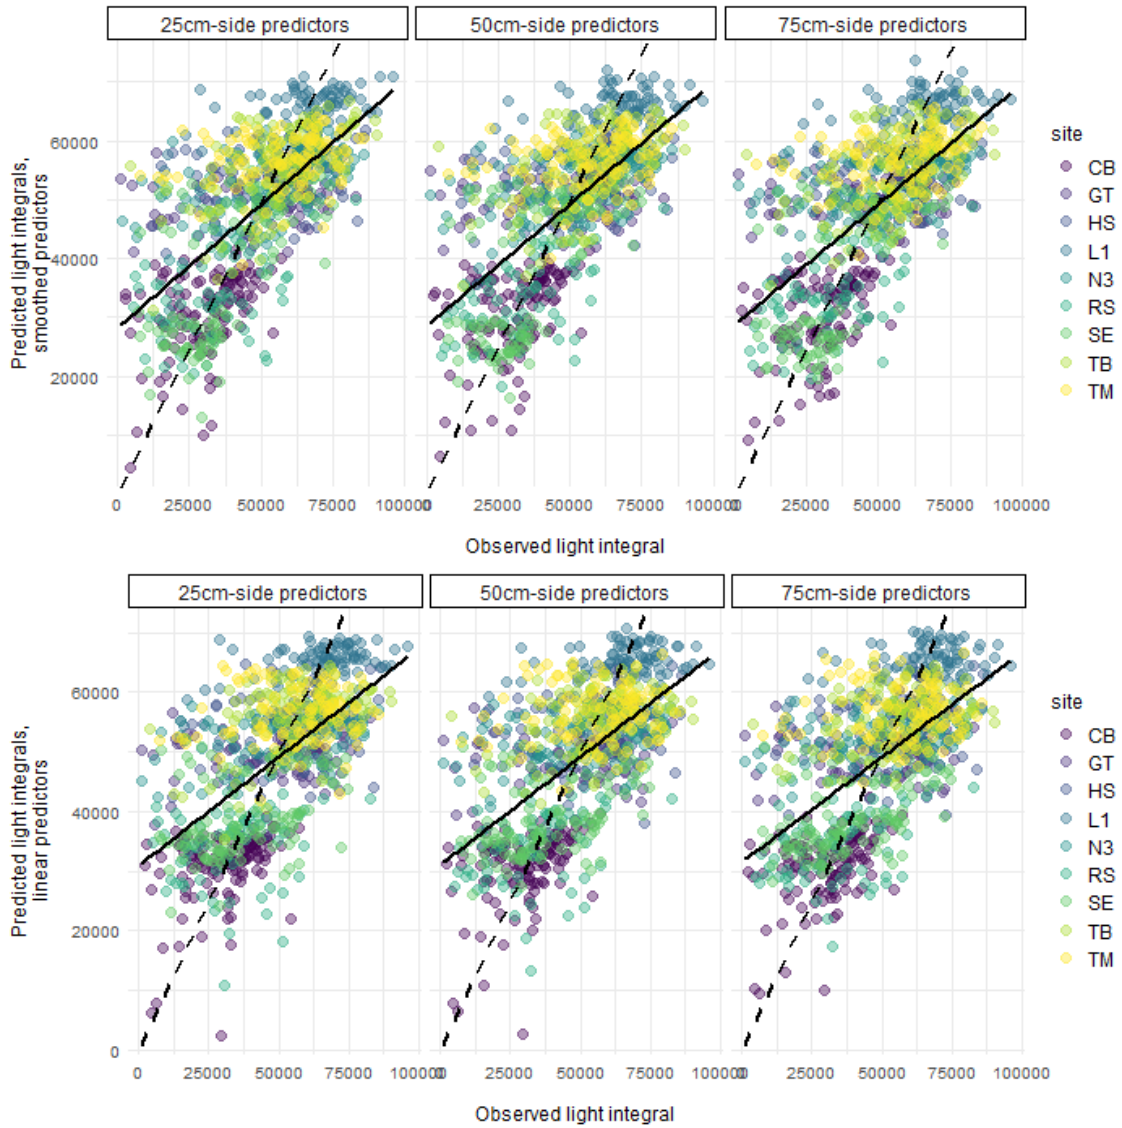 25cm-side predictors 50cm-side predictors 75cm-side predictors
Predicted light integrals,
smoothed predictors
60000
40000
20000
0 25000 50000 75000 100000 0 25000 50000 75000 100000 0 25000 50000 75000 100000
Observed light integral
site
CB
GT
HS
L1
N3
RS
SE
TB
TM
25cm-side predictors 50cm-side predictors 75cm-side predictors
Predicted light integrals,
linear predictors
60000
40000
20000
0
0 25000 50000 75000 100000 0 25000 50000 75000 100000 0 25000 50000 75000 100000
Observed light integral
site
CB
GT
HS
L1
N3
RS
SE
TB
TM